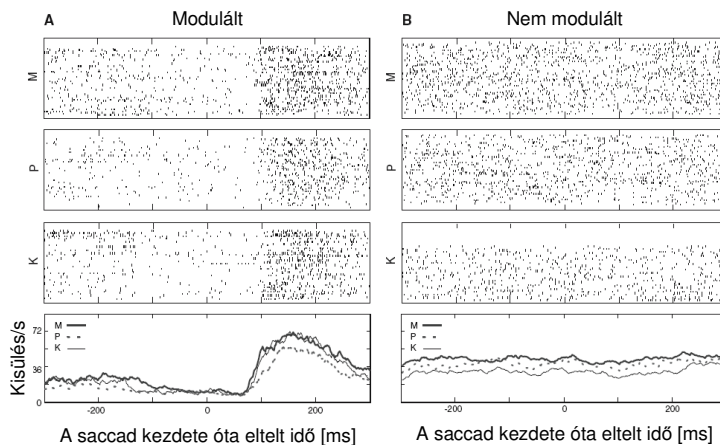 A Modulált
B Nem modulált
M
M
P
P
K
K
Kisülés/s
72
36
0
M
P
K
M
P
K
-200 0 200
-200 0 200
A saccad kezdete óta eltelt idő [ms]
A saccad kezdete óta eltelt idő [ms]